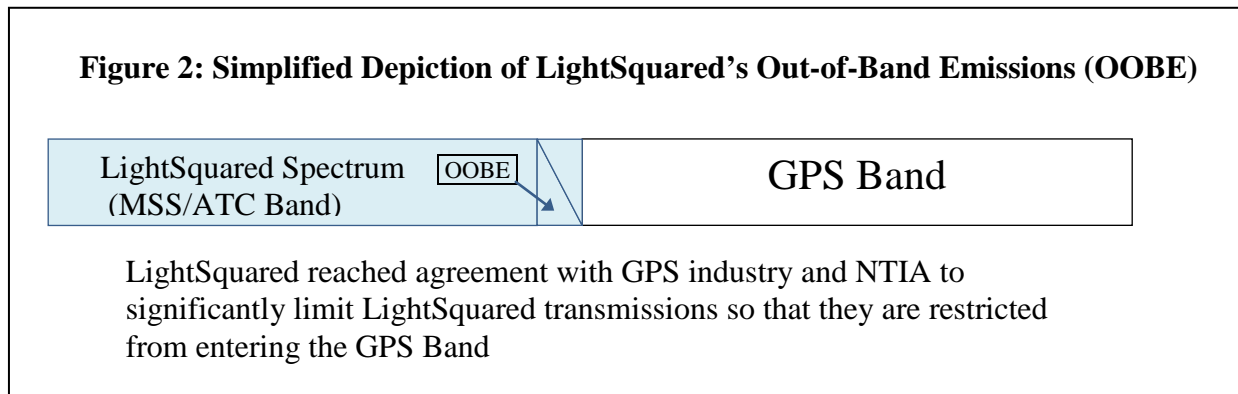 Figure 2: Simplified Depiction of LightSquared's Out-of-Band Emissions (OOBE)
LightSquared Spectrum
(MSS/ATC Band)
OOBE
GPS Band
LightSquared reached agreement with GPS industry and NTIA to
significantly limit LightSquared transmissions so that they are restricted
from entering the GPS Band